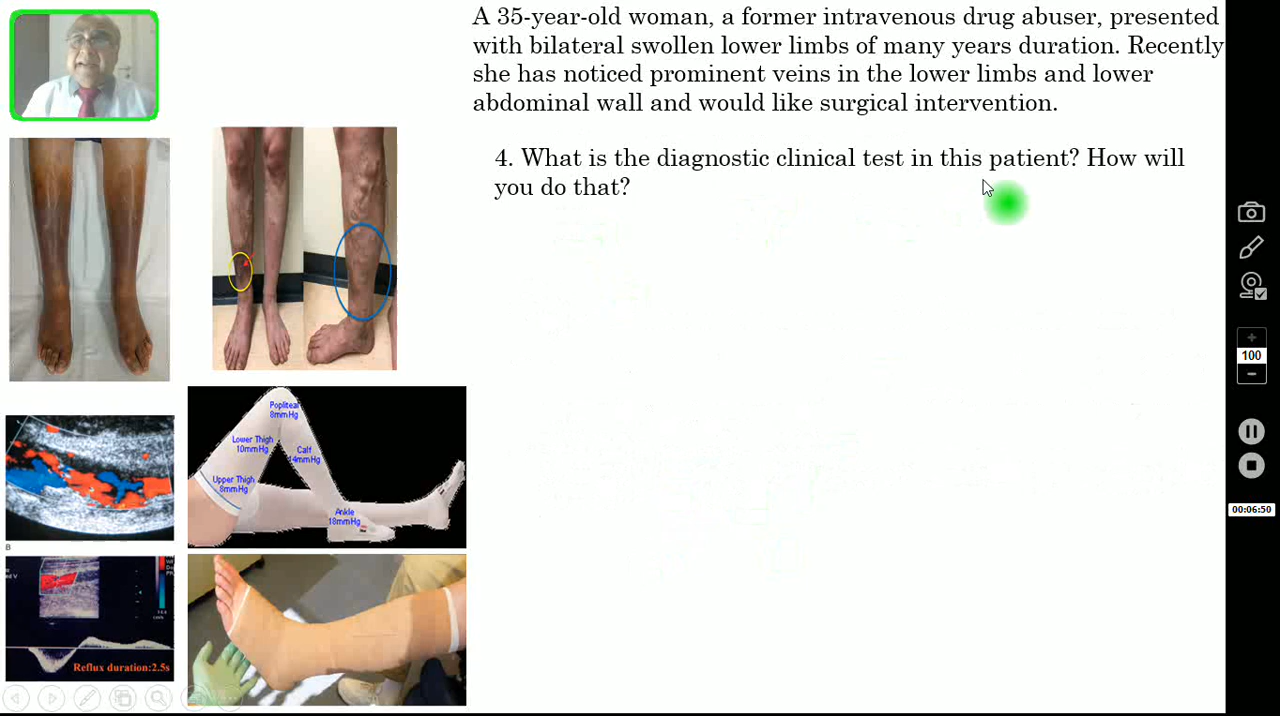 A 35-year-old woman, a former intravenous drug abuser, presented
with bilateral swollen lower limbs of many years duration. Recently
she has noticed prominent veins in the lower limbs and lower
abdominal wall and would like surgical intervention.
4. What is the diagnostic clinical test in this patient? How will
you do that?
Popliteal
8mmHg
Lower Thigh
10mmHg
Calf
14mmHg
Upper Thigh
8mmHg
Ankle
18mmHg
B
Reflux duration:2.5s
100
00:06:50